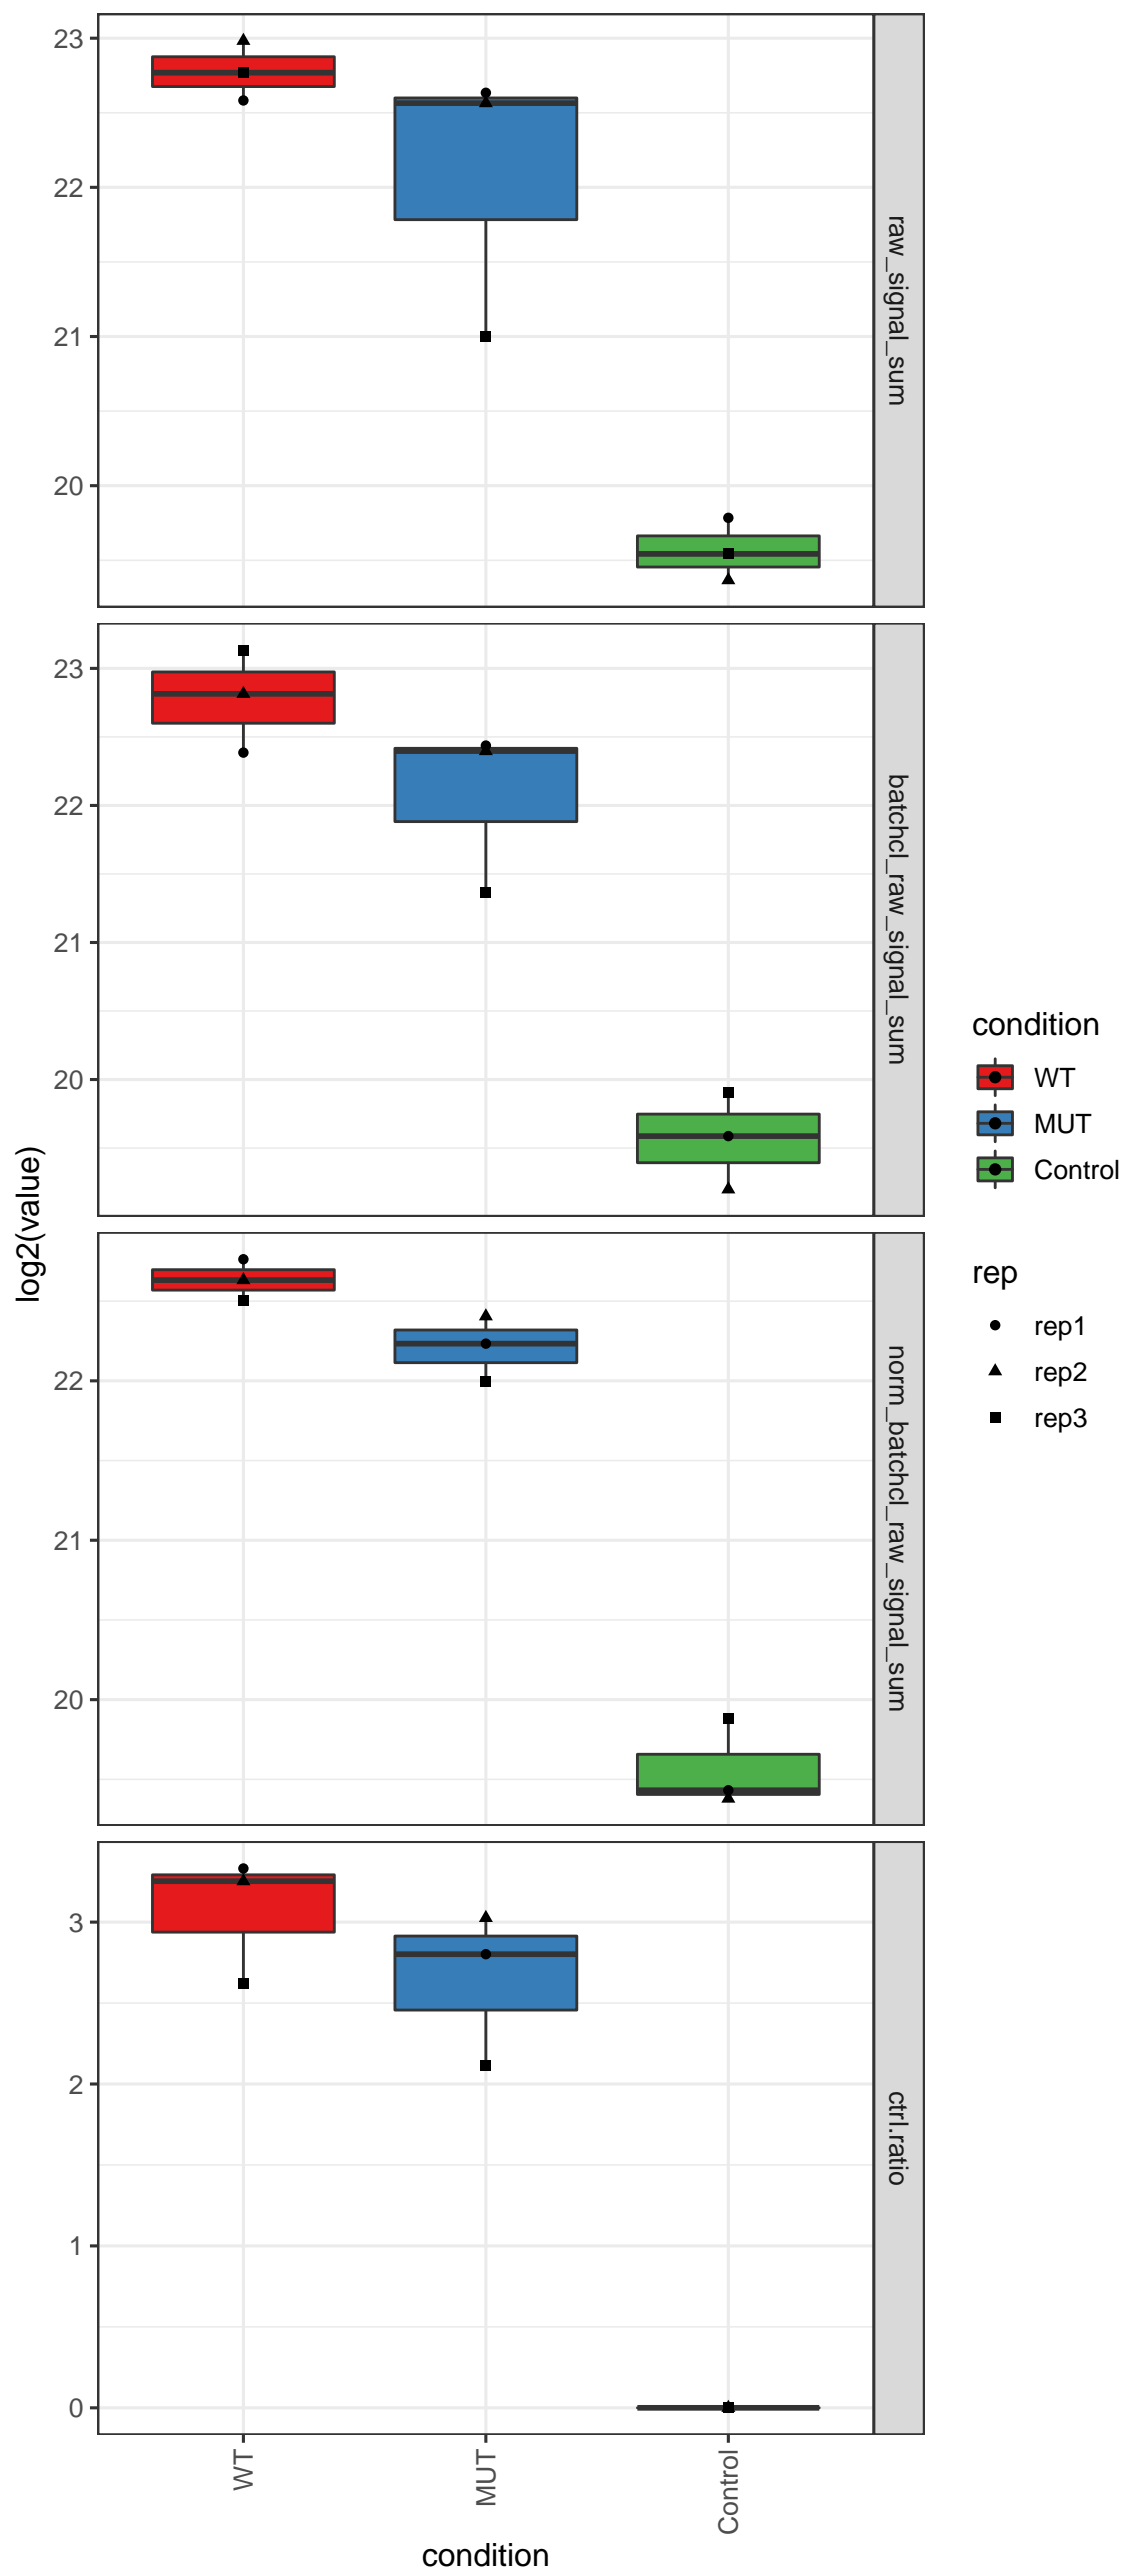 log2(value)
23
22
21
20
raw_signal_sum
23
22
21
20
batchcl_raw_signal_sum
22
21
20
norm_batchcl_raw_signal_sum
3
2
1
0
ctrl.ratio
WT
MUT
Control
condition
condition
WT
MUT
Control
rep
rep1
rep2
rep3